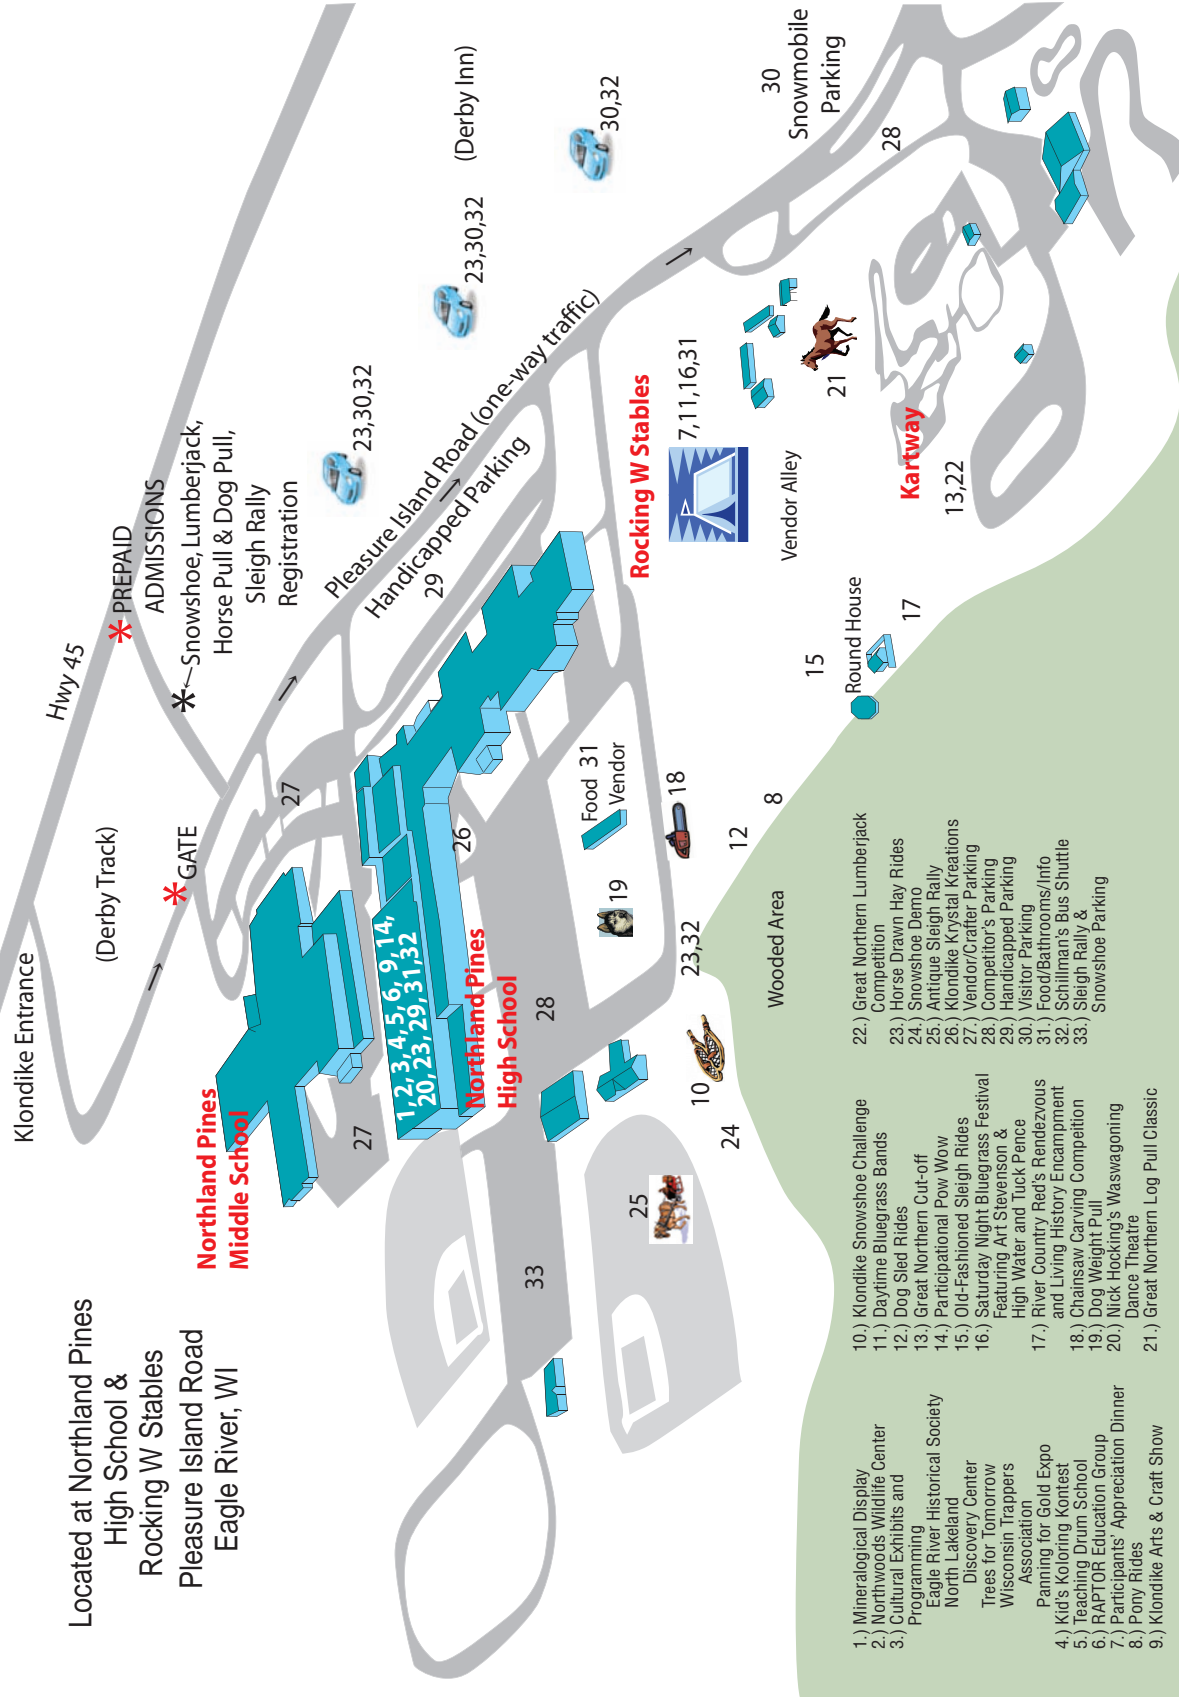 Located at Northland Pines
High School &
Rocking W Stables
Pleasure Island Road
Eagle River, WI
Klondike Entrance
(Derby Track)
Hwy 45
*GATE
*PREPAID
ADMISSIONS
*←Snowshoe, Lumberjack,
Horse Pull & Dog Pull,
Sleigh Rally
Registration
(Derby Inn)
23,30,32
23,30,32
30,32
Pleasure Island Road (one-way traffic)
Handicapped Parking
29
30
Snowmobile
Parking
28
Northland Pines
Middle School
27
27
26
1, 2, 3, 4, 5, 6, 9, 14,
20, 23, 29, 31,32
Northland Pines
High School
28
33
25
24
10
23,32
19
Food 31
Vendor
18
12
8
15
Round House
17
Wooded Area
Rocking W Stables
7,11,16,31
Vendor Alley
21
Kartway
13,22
1.) Mineralogical Display
2.) Northwoods Wildlife Center
3.) Cultural Exhibits and
Programming
Eagle River Historical Society
North Lakeland
Discovery Center
Trees for Tomorrow
Wisconsin Trappers
Association
Panning for Gold Expo
4.) Kid's Koloring Kontest
5.) Teaching Drum School
6.) RAPTOR Education Group
7.) Participants' Appreciation Dinner
8.) Pony Rides
9.) Klondike Arts & Craft Show
10.) Klondike Snowshoe Challenge
11.) Daytime Bluegrass Bands
12.) Dog Sled Rides
13.) Great Northern Cut-off
14.) Participational Pow Wow
15.) Old-Fashioned Sleigh Rides
16.) Saturday Night Bluegrass Festival
Featuring Art Stevenson &
High Water and Tuck Pence
17.) River Country Red's Rendezvous
and Living History Encampment
18.) Chainsaw Carving Competition
19.) Dog Weight Pull
20.) Nick Hocking's Waswagoning
Dance Theatre
21.) Great Northern Log Pull Classic
22.) Great Northern Lumberjack
Competition
23.) Horse Drawn Hay Rides
24.) Snowshoe Demo
25.) Antique Sleigh Rally
26.) Klondike Krystal Kreations
27.) Vendor/Crafter Parking
28.) Competitor's Parking
29.) Handicapped Parking
30.) Visitor Parking
31.) Food/Bathrooms/Info
32.) Schillman's Bus Shuttle
33.) Sleigh Rally &
Snowshoe Parking